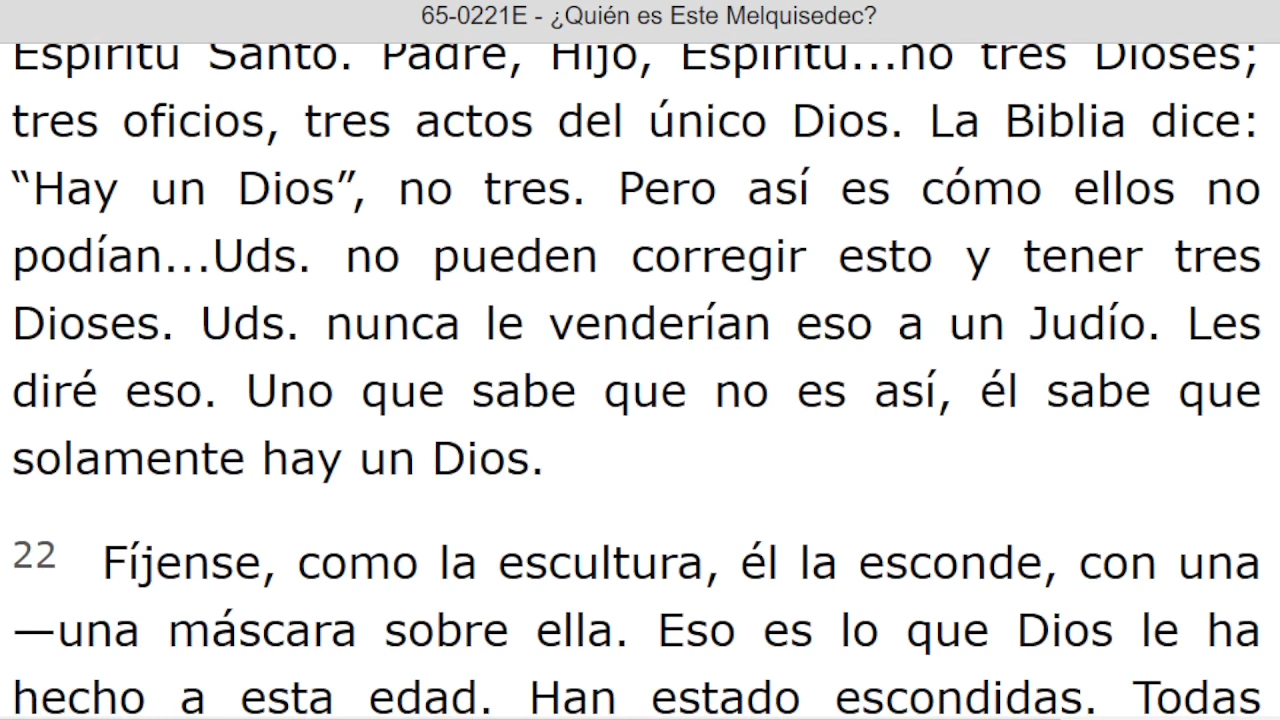 65-0221E - ¿Quién es Este Melquisedec?
Espíritu Santo. Padre, Hijo, Espíritu...no tres Dioses;
tres oficios, tres actos del único Dios. La Biblia dice:
“Hay un Dios”, no tres. Pero así es cómo ellos no
podían...Uds. no pueden corregir esto y tener tres
Dioses. Uds. nunca le venderían eso a un Judío. Les
diré eso. Uno que sabe que no es así, él sabe que
solamente hay un Dios.
22 Fíjense, como la escultura, él la esconde, con una
—una máscara sobre ella. Eso es lo que Dios le ha
hecho a esta edad. Han estado escondidas. Todas